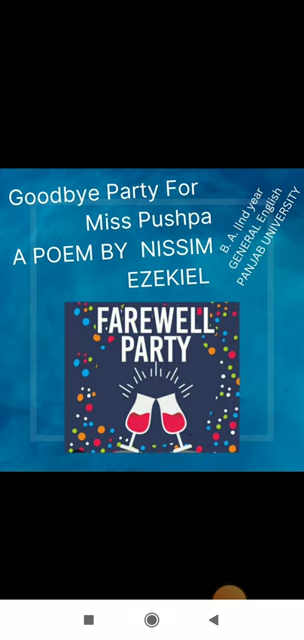 Goodbye Party For
Miss Pushpa
A POEM BY NISSIM
EZEKIEL
B. A. IInd year
GENERAL English
PANJAB UNIVERSITY
FAREWELL
PARTY